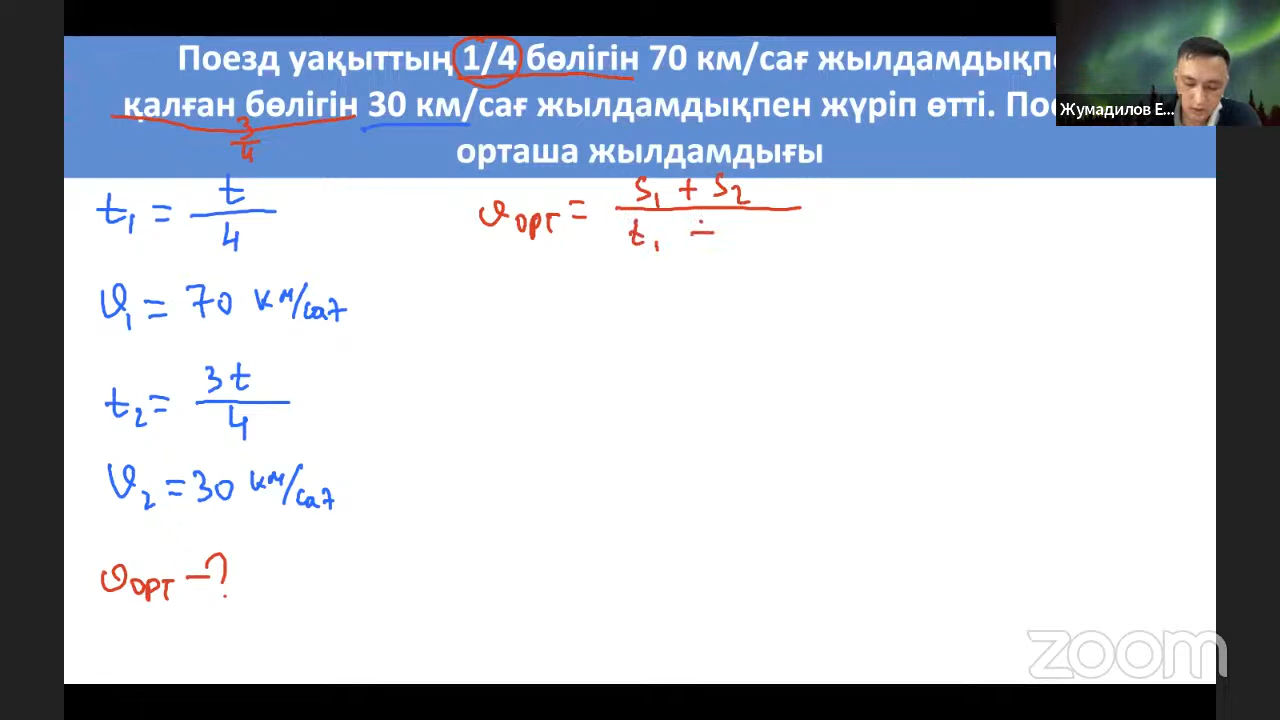 Поезд уақыттың 1/4 бөлігін 70 км/сағ жылдамдықп
қалған бөлігін 30 км/сағ жылдамдықпен жүріп өтті. По
орташа жылдамдығы
Жумадилов Е...
3/4
t₁ = t/4
υ₁ = 70 км/сағ
t₂ = 3t/4
υ₂ = 30 км/сағ
υорт - ?
υорт = S₁ + S₂ / t₁
zoom